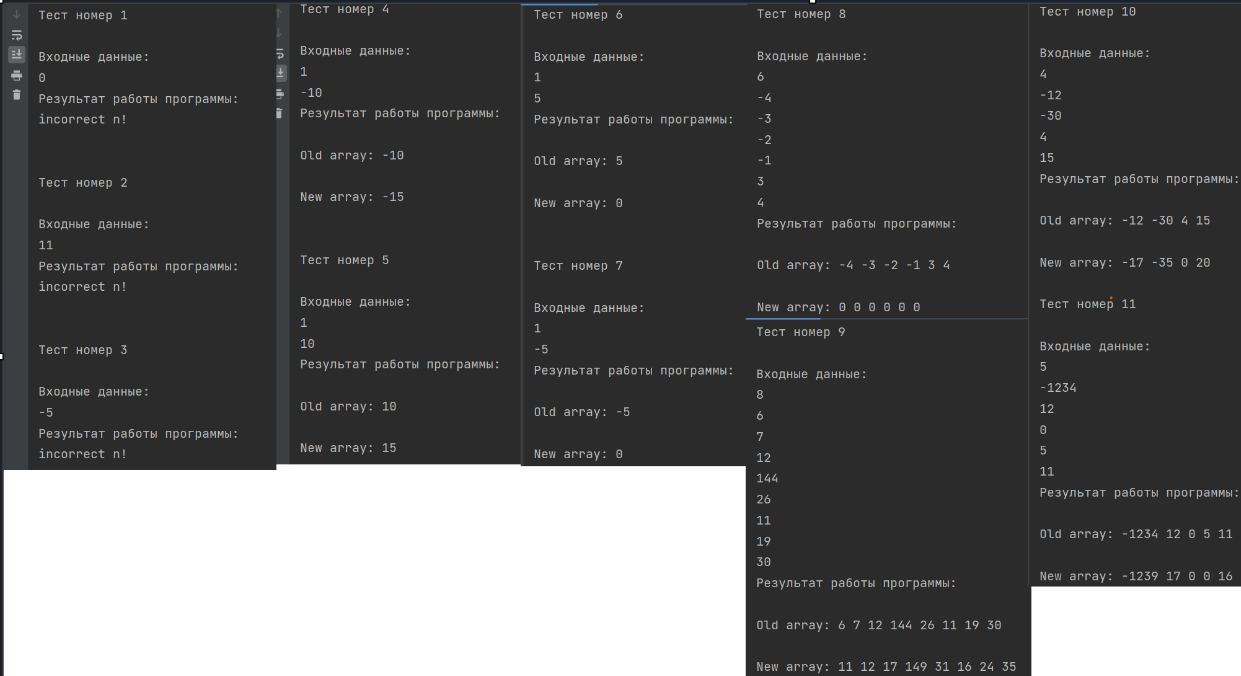 Тест номер 1
Входные данные:
0
Результат работы программы:
incorrect n!
Тест номер 2
Входные данные:
11
Результат работы программы:
incorrect n!
Тест номер 3
Входные данные:
-5
Результат работы программы:
incorrect n!
Тест номер 4
Входные данные:
1
-10
Результат работы программы:
Old array: -10
New array: -15
Тест номер 5
Входные данные:
1
10
Результат работы программы:
Old array: 10
New array: 15
Тест номер 6
Входные данные:
1
5
Результат работы программы:
Old array: 5
New array: 0
Тест номер 7
Входные данные:
1
-5
Результат работы программы:
Old array: -5
New array: 0
Тест номер 8
Входные данные:
6
-4
-3
-2
-1
3
4
Результат работы программы:
Old array: -4 -3 -2 -1 3 4
New array: 0 0 0 0 0 0
Тест номер 9
Входные данные:
8
6
7
12
144
26
11
19
30
Результат работы программы:
Old array: 6 7 12 144 26 11 19 30
New array: 11 12 17 149 31 16 24 35
Тест номер 10
Входные данные:
4
-12
-30
4
15
Результат работы программы:
Old array: -12 -30 4 15
New array: -17 -35 0 20
Тест номер 11
Входные данные:
5
-1234
12
0
5
11
Результат работы программы:
Old array: -1234 12 0 5 11
New array: -1239 17 0 0 16